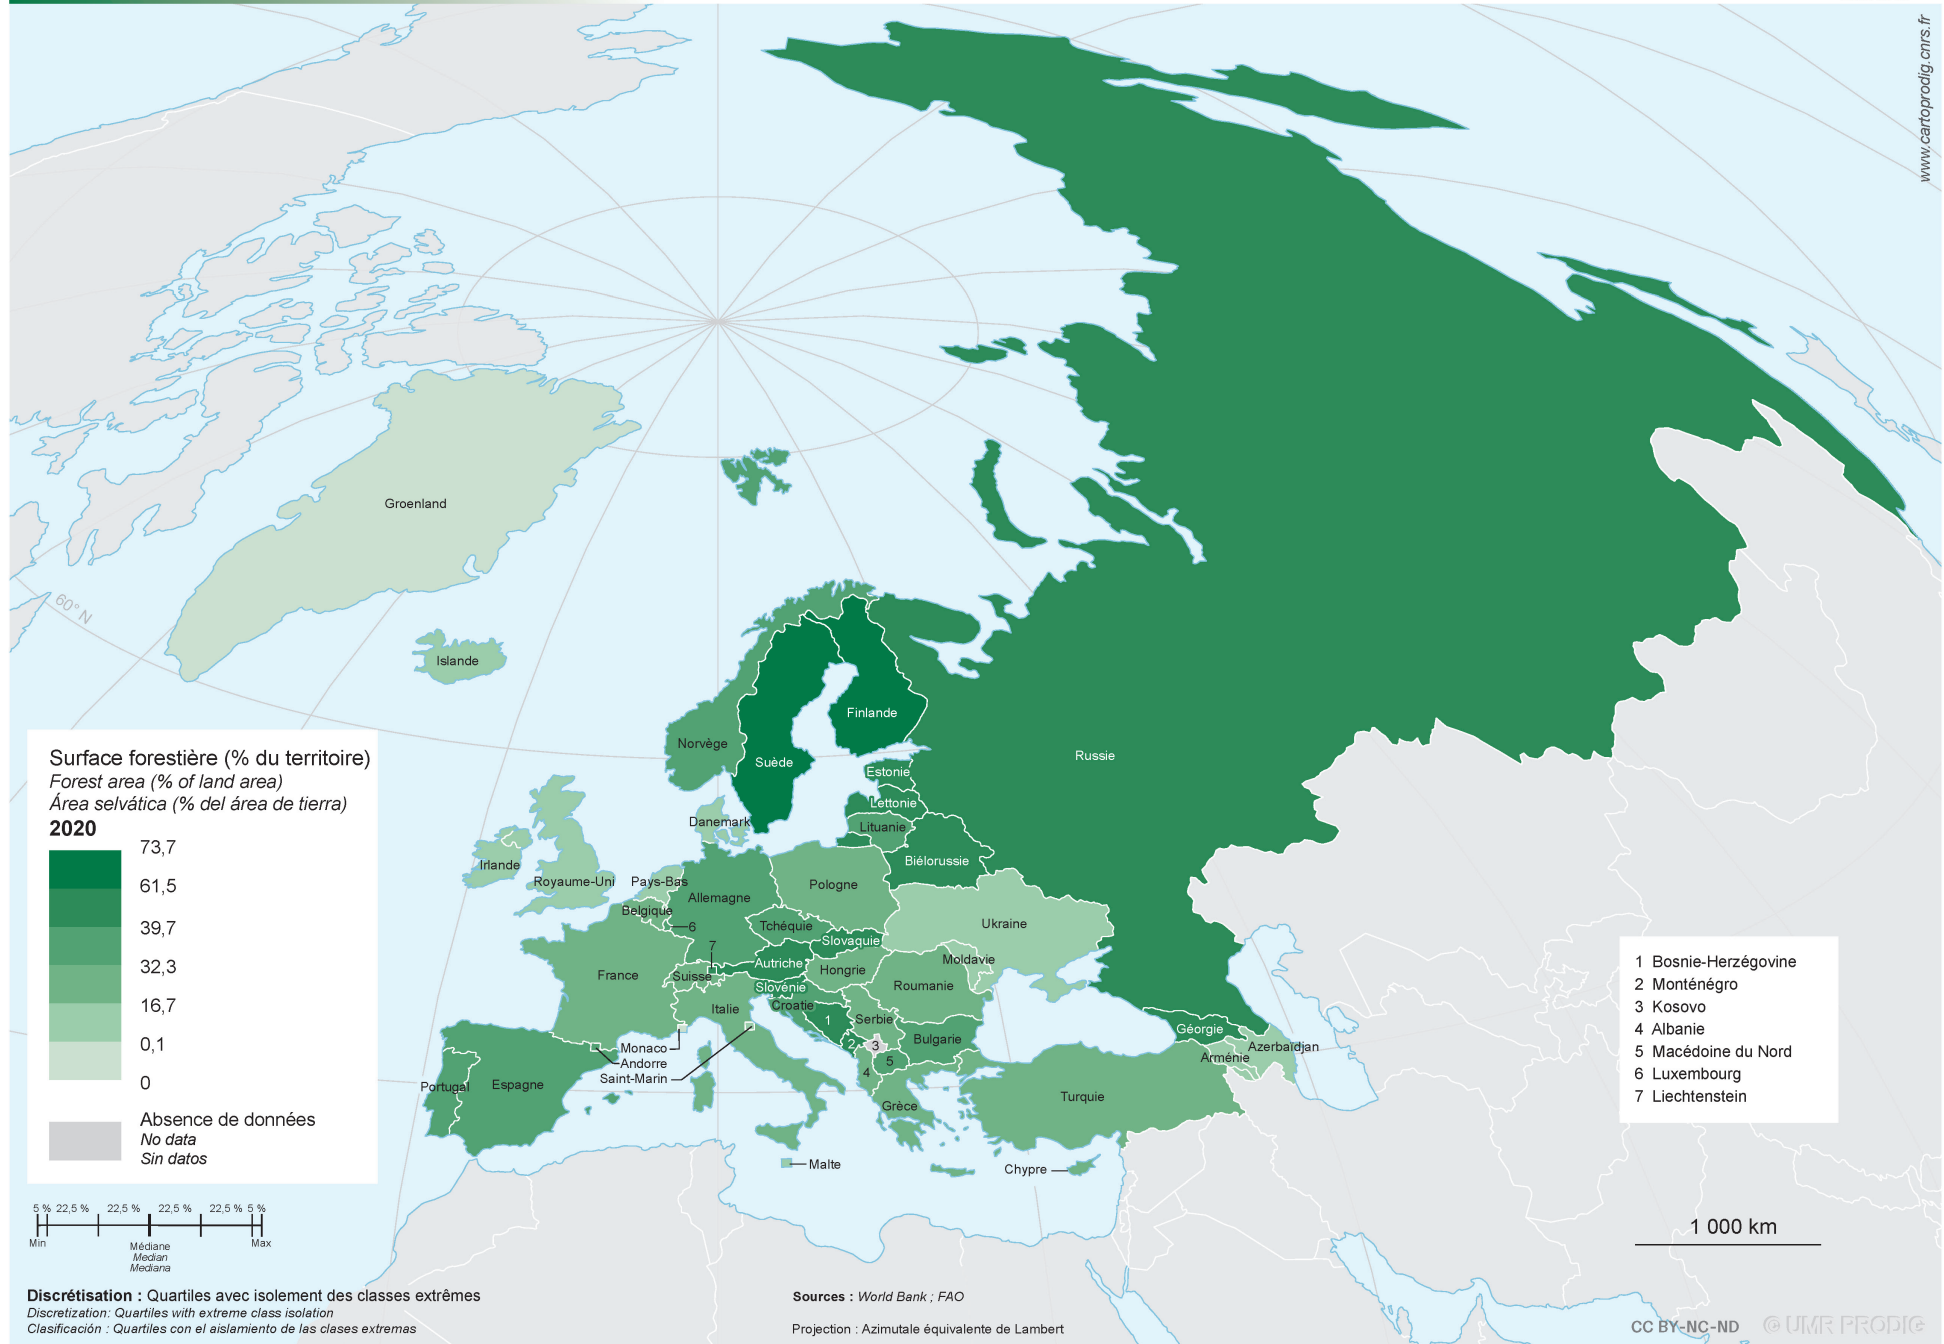 www.cartoprodig.cnrs.fr
Groenland
60° N
Islande
Finlande
Norvège
Suède
Russie
Estonie
Lettonie
Danemark
Lituanie
Biélorussie
Irlande
Royaume-Uni
Pays-Bas
Allemagne
Pologne
Belgique
6
Tchéquie
Ukraine
7
Slovaquie
Autriche
Moldavie
France
Suisse
Hongrie
Slovénie
Roumanie
Italie
Croatie
1
Serbie
Géorgie
2
3
Bulgarie
Monaco
Andorre
Saint-Marin
4
5
Arménie
Azerbaïdjan
Portugal
Espagne
Grèce
Turquie
Malte
Chypre
Surface forestière (% du territoire)
Forest area (% of land area)
Área selvática (% del área de tierra)
2020
73,7
61,5
39,7
32,3
16,7
0,1
0
Absence de données
No data
Sin datos
5 % 22,5 % 22,5 % 22,5 % 22,5 % 5 %
Min
Médiane
Median
Mediana
Max
1 Bosnie-Herzégovine
2 Monténégro
3 Kosovo
4 Albanie
5 Macédoine du Nord
6 Luxembourg
7 Liechtenstein
1 000 km
Discrétisation : Quartiles avec isolement des classes extrêmes
Discretization: Quartiles with extreme class isolation
Clasificación : Quartiles con el aislamiento de las clases extremas
Sources : World Bank ; FAO
Projection : Azimutale équivalente de Lambert
CC BY-NC-ND © UMR PRODIG